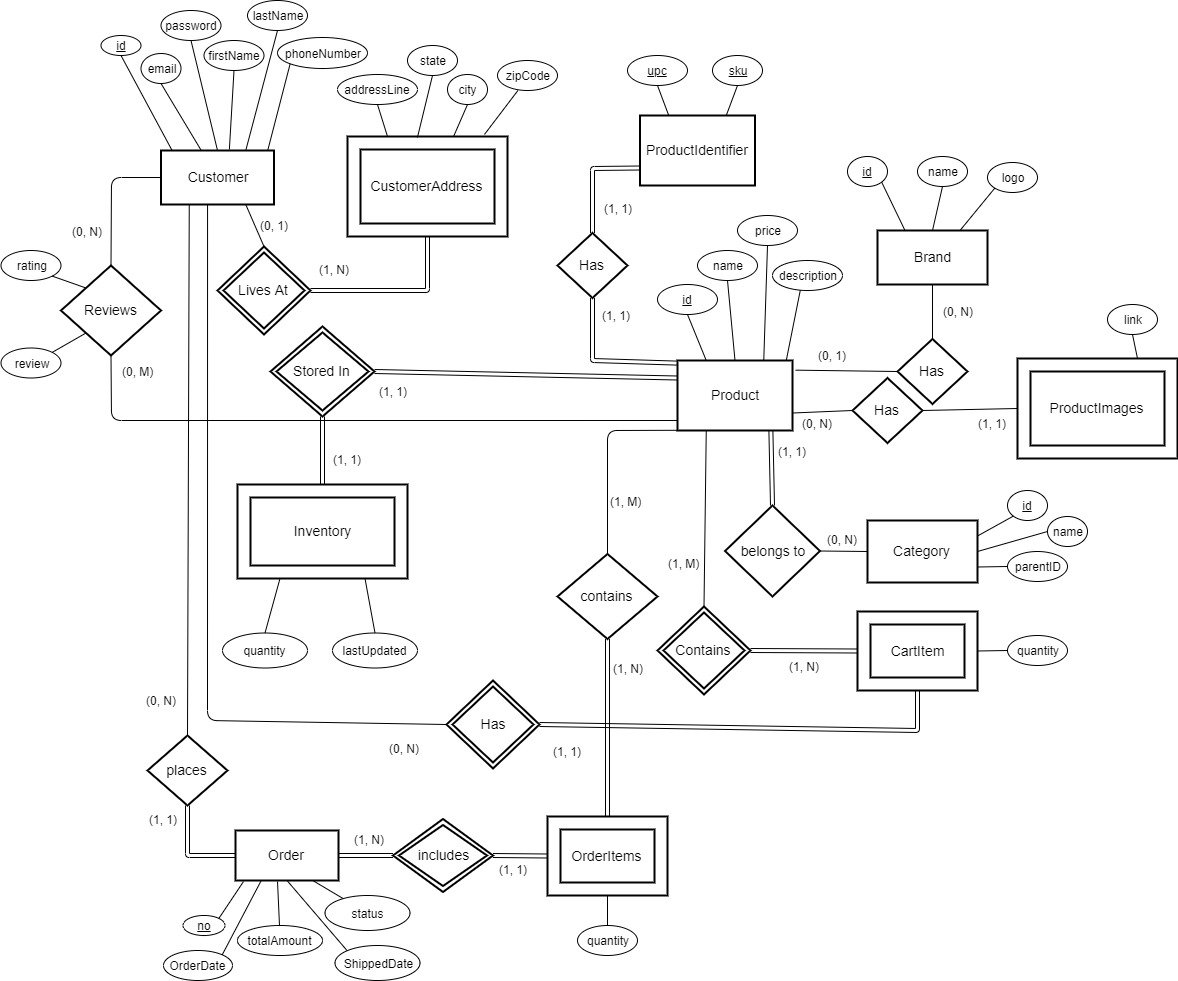 lastName
password
id
firstName
phoneNumber
email
state
zipCode
addressLine
city
upc
sku
Customer
CustomerAddress
ProductIdentifier
id
name
logo
(0, N)
(0, 1)
(1, 1)
price
rating
Lives At
(1, N)
Has
name
description
Brand
Reviews
id
(1, 1)
(0, N)
link
review
(0, M)
Stored In
(1, 1)
(0, 1)
Has
Product
Has
(0, N)
(1, 1)
ProductImages
(1, 1)
(1, 1)
(1, M)
id
Inventory
name
belongs to
(0, N)
Category
(1, M)
parentID
contains
quantity
lastUpdated
(1, N)
Contains
(1, N)
CartItem
quantity
(0, N)
Has
(0, N)
(1, 1)
places
(1, 1)
(1, N)
Order
includes
(1, 1)
OrderItems
no
status
totalAmount
quantity
OrderDate
ShippedDate